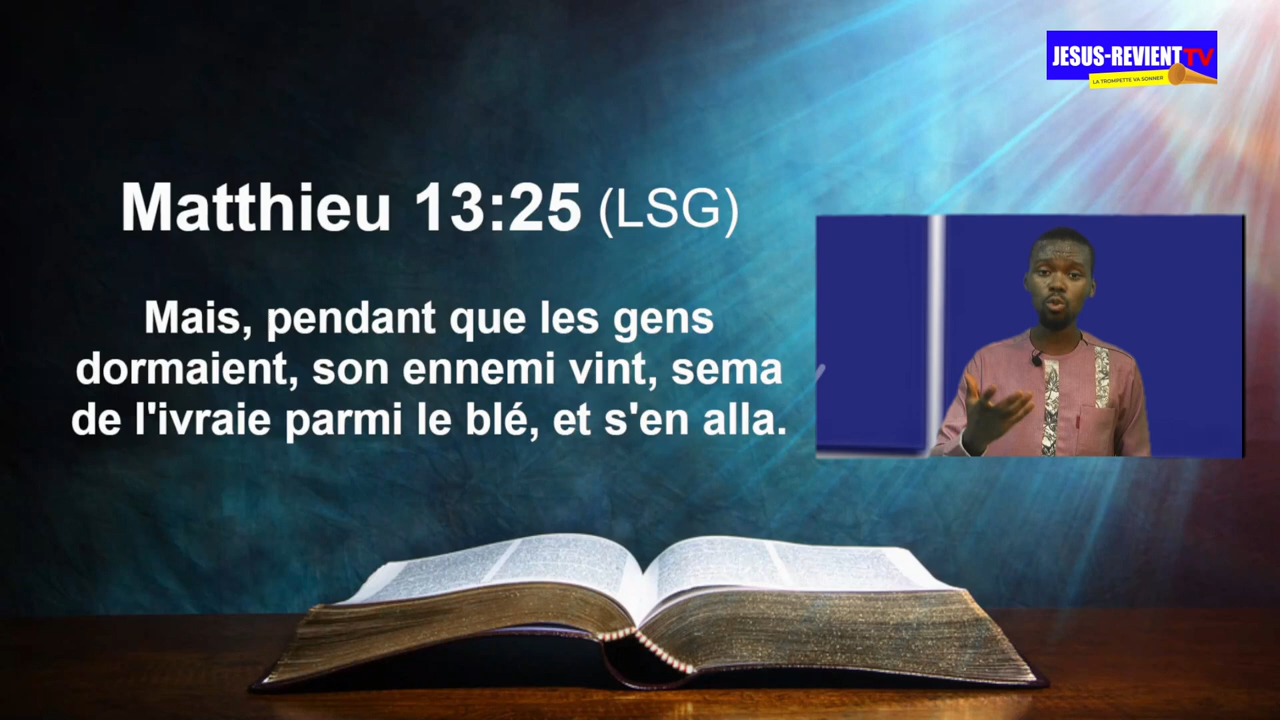 JESUS-REVIENT TV
LA TROMPETTE VA SONNER
Matthieu 13:25 (LSG)
Mais, pendant que les gens
dormaient, son ennemi vint, sema
de l'ivraie parmi le blé, et s'en alla.